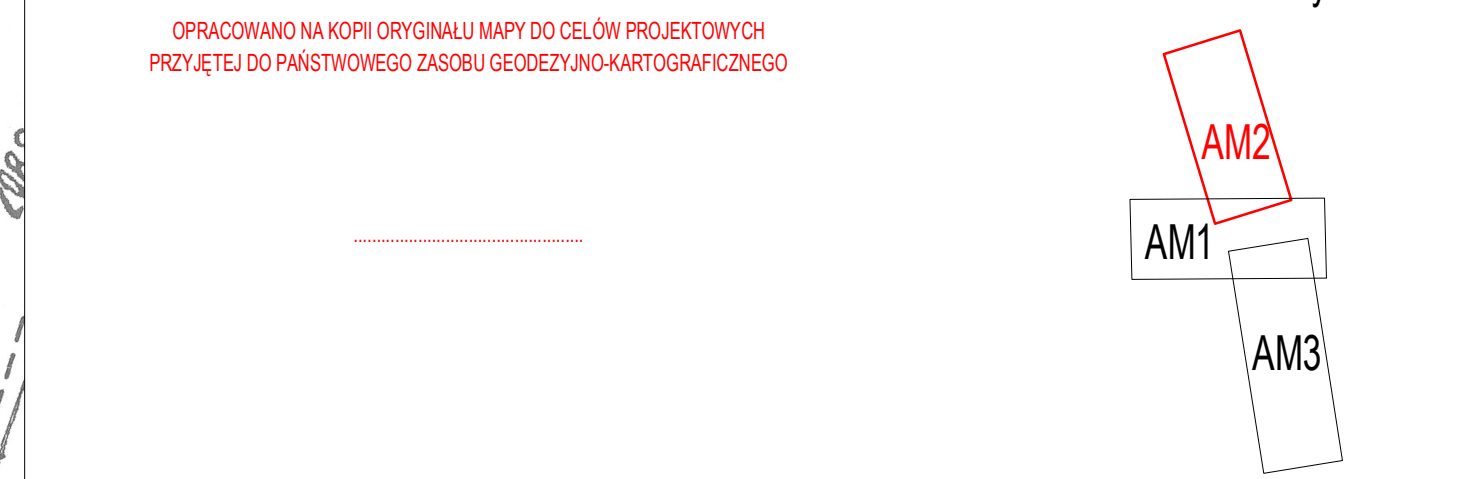 OPRACOWANO NA KOPII ORYGINAŁU MAPY DO CELÓW PROJEKTOWYCH
PRZYJĘTEJ DO PAŃSTWOWEGO ZASOBU GEODEZYJNO-KARTOGRAFICZNEGO
..................................................
AM2
AM1
AM3